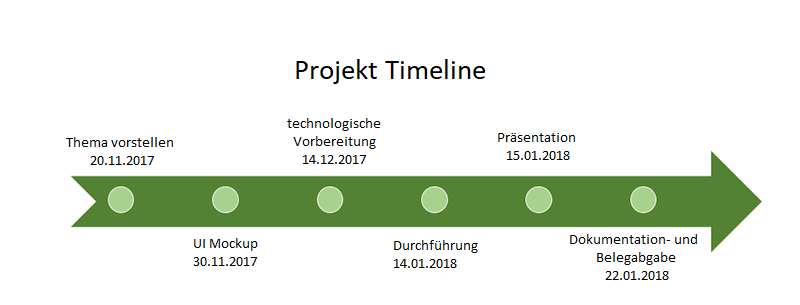 Projekt Timeline
Thema vorstellen
20.11.2017
UI Mockup
30.11.2017
technologische
Vorbereitung
14.12.2017
Durchführung
14.01.2018
Präsentation
15.01.2018
Dokumentation- und
Belegabgabe
22.01.2018